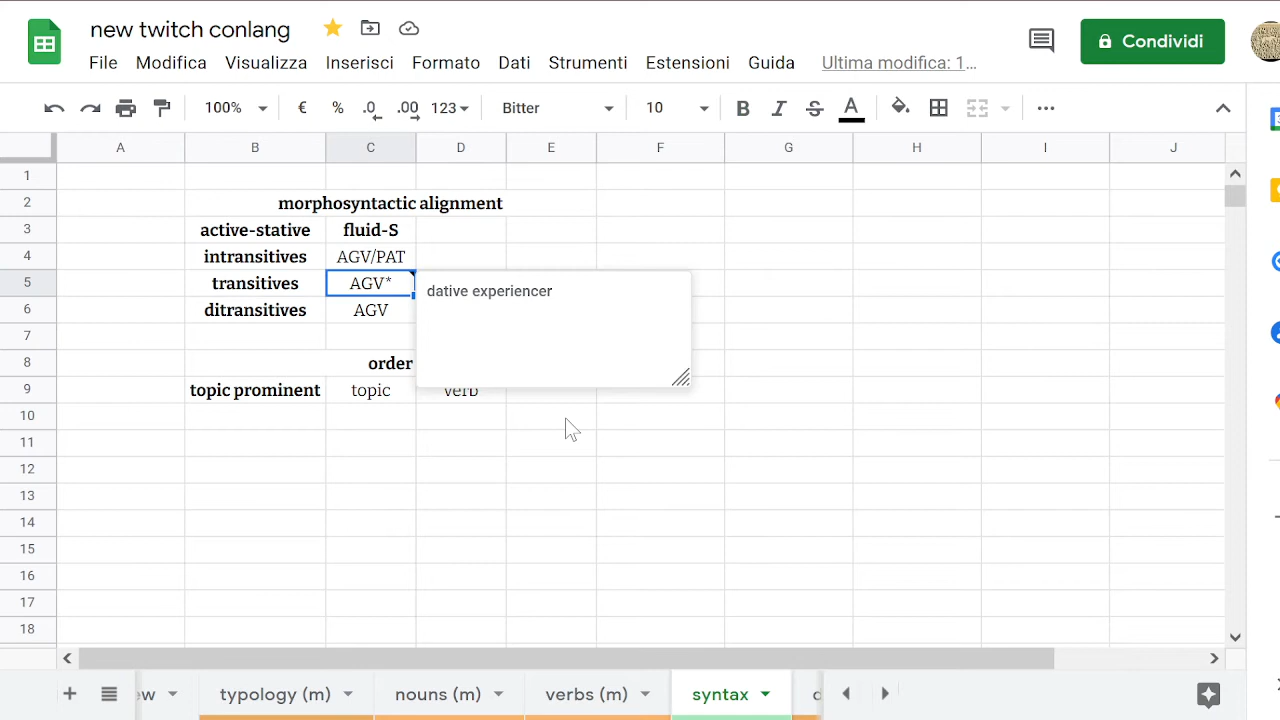 new twitch conlang
File Modifica Visualizza Inserisci Formato Dati Strumenti Estensioni Guida Ultima modifica: 1…
Condividi
100% € % .0 .00 123 Bitter 10 B I S A
A B C D E F G H I J
1
2 morphosyntactic alignment
3 active-stative fluid-S
4 intransitives AGV/PAT
5 transitives AGV* dative experiencer
6 ditransitives AGV
7
8 order
9 topic prominent topic verb
10
11
12
13
14
15
16
17
18
+ ew typology (m) nouns (m) verbs (m) syntax d